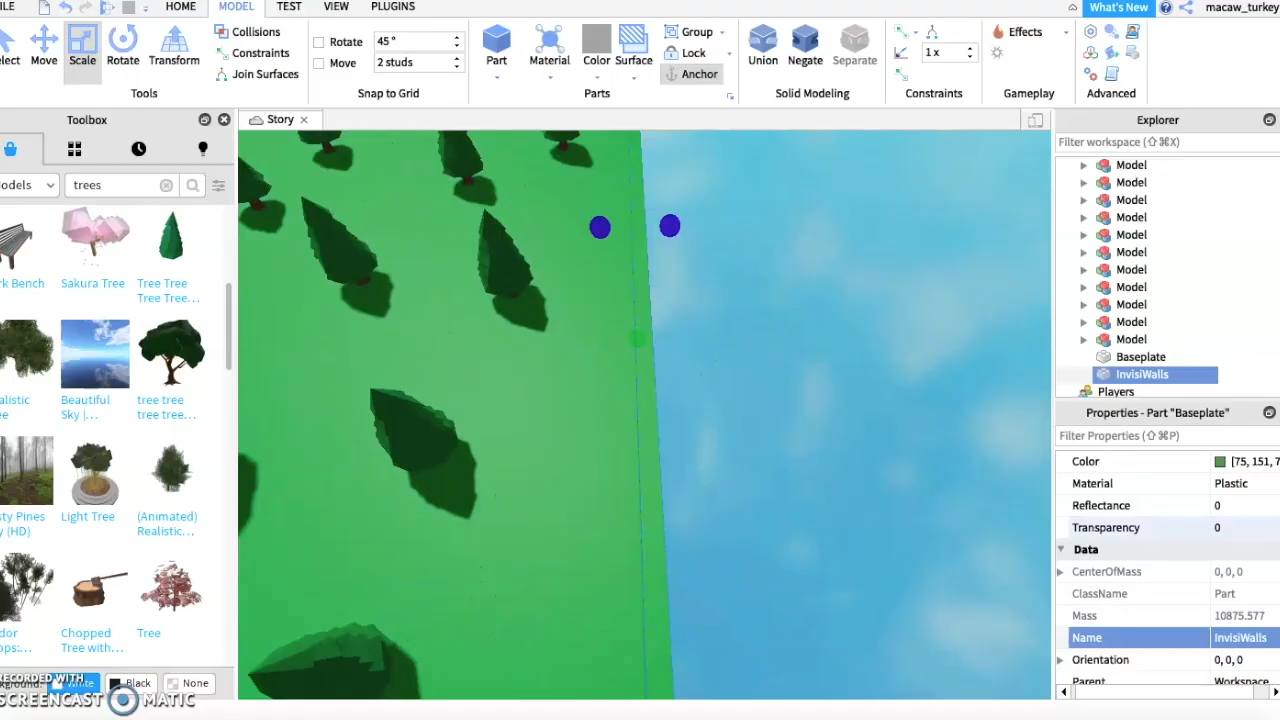 ILE HOME MODEL TEST VIEW PLUGINS What's New macaw_turkey
elect Move Scale Rotate Transform
Tools
Collisions
Constraints
Join Surfaces
Rotate 45°
Move 2 studs
Snap to Grid
Part Material Color Surface
Group
Lock
Anchor
Parts
Union Negate Separate
Solid Modeling
1 x
Constraints
Effects
Gameplay
Advanced
Toolbox
odels trees
rk Bench Sakura Tree Tree Tree
Tree Tree...
alistic Beautiful tree tree
ee Sky |... tree tree...
sty Pines Light Tree (Animated)
y (HD) Realistic...
dor Chopped Tree
ops:... Tree with...
White Black None
RECORDED WITH
SCREENCAST MATIC
Story
Explorer
Filter workspace (⇧⌘X)
Model
Model
Model
Model
Model
Model
Model
Model
Model
Model
Model
Baseplate
InvisiWalls
Players
Properties - Part "Baseplate"
Filter Properties (⇧⌘P)
Color [75, 151, 7
Material Plastic
Reflectance 0
Transparency 0
Data
CenterOfMass 0, 0, 0
ClassName Part
Mass 10875.577
Name InvisiWalls
Orientation 0, 0, 0
Parent Workspace